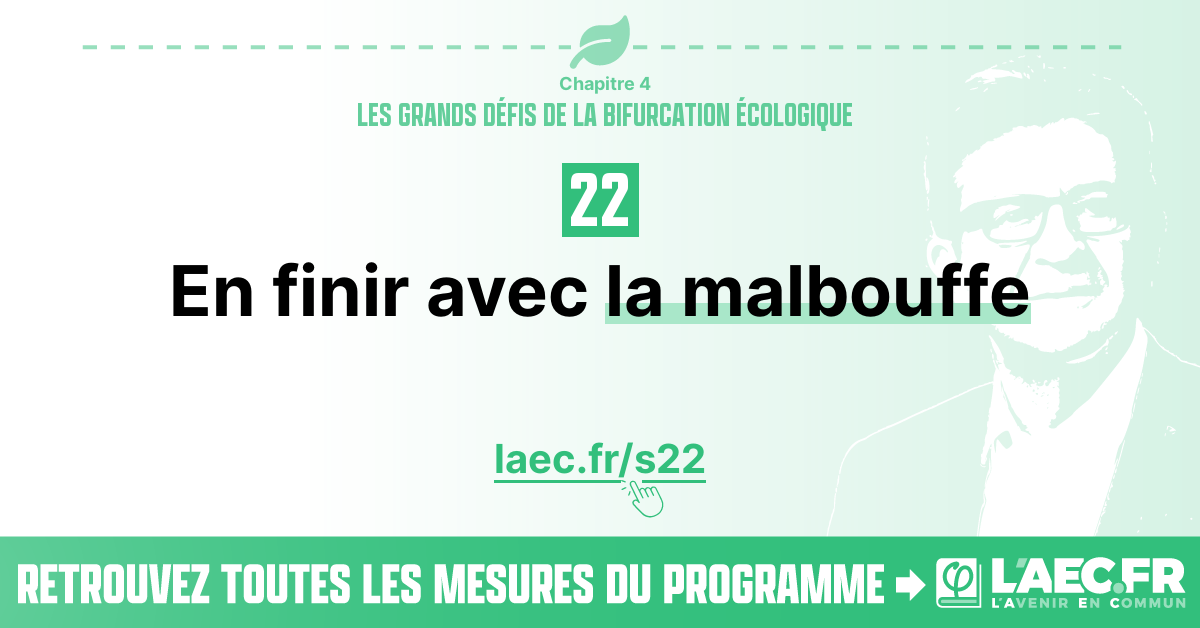 Chapitre 4
LES GRANDS DÉFIS DE LA BIFURCATION ÉCOLOGIQUE
22
En finir avec la malbouffe
laec.fr/s22
RETROUVEZ TOUTES LES MESURES DU PROGRAMME
L'AEC.FR
L'AVENIR EN COMMUN